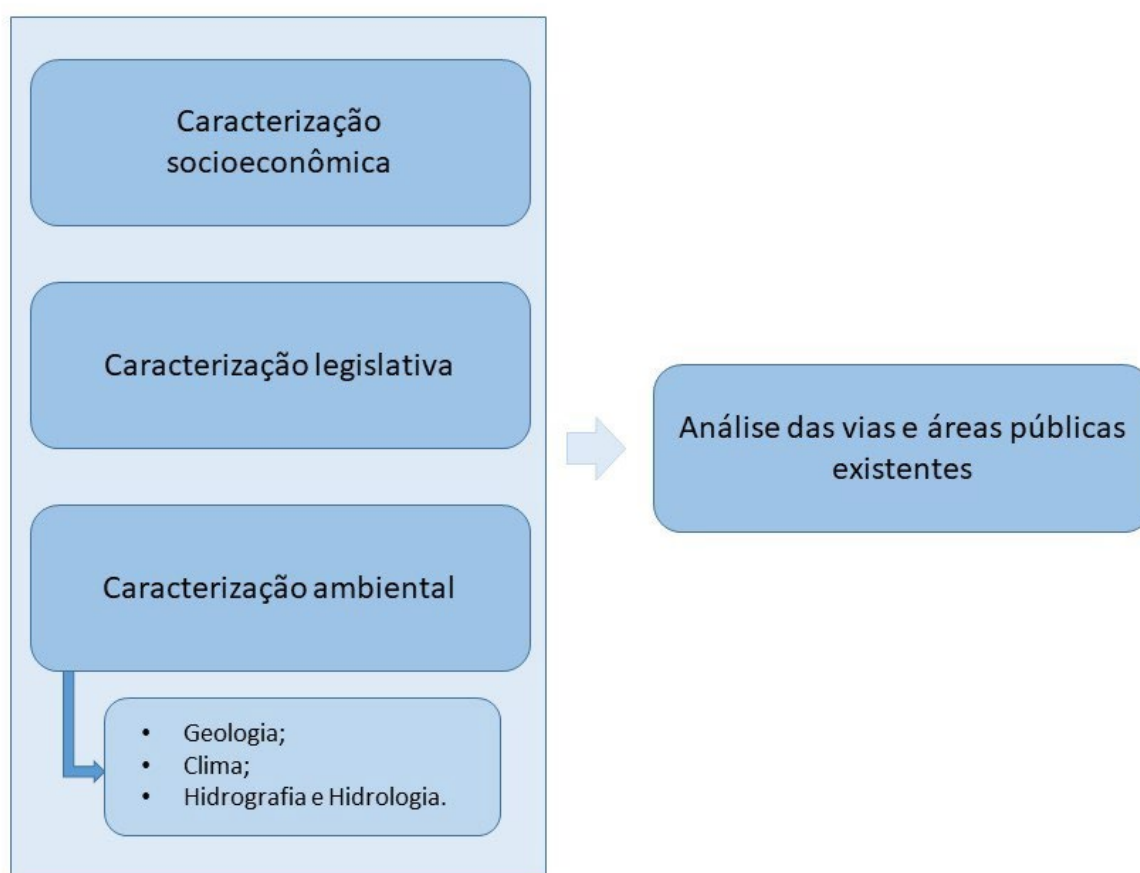 Caracterização
socioeconômica
Caracterização legislativa
Caracterização ambiental
• Geologia;
• Clima;
• Hidrografia e Hidrologia.
Análise das vias e áreas públicas
existentes